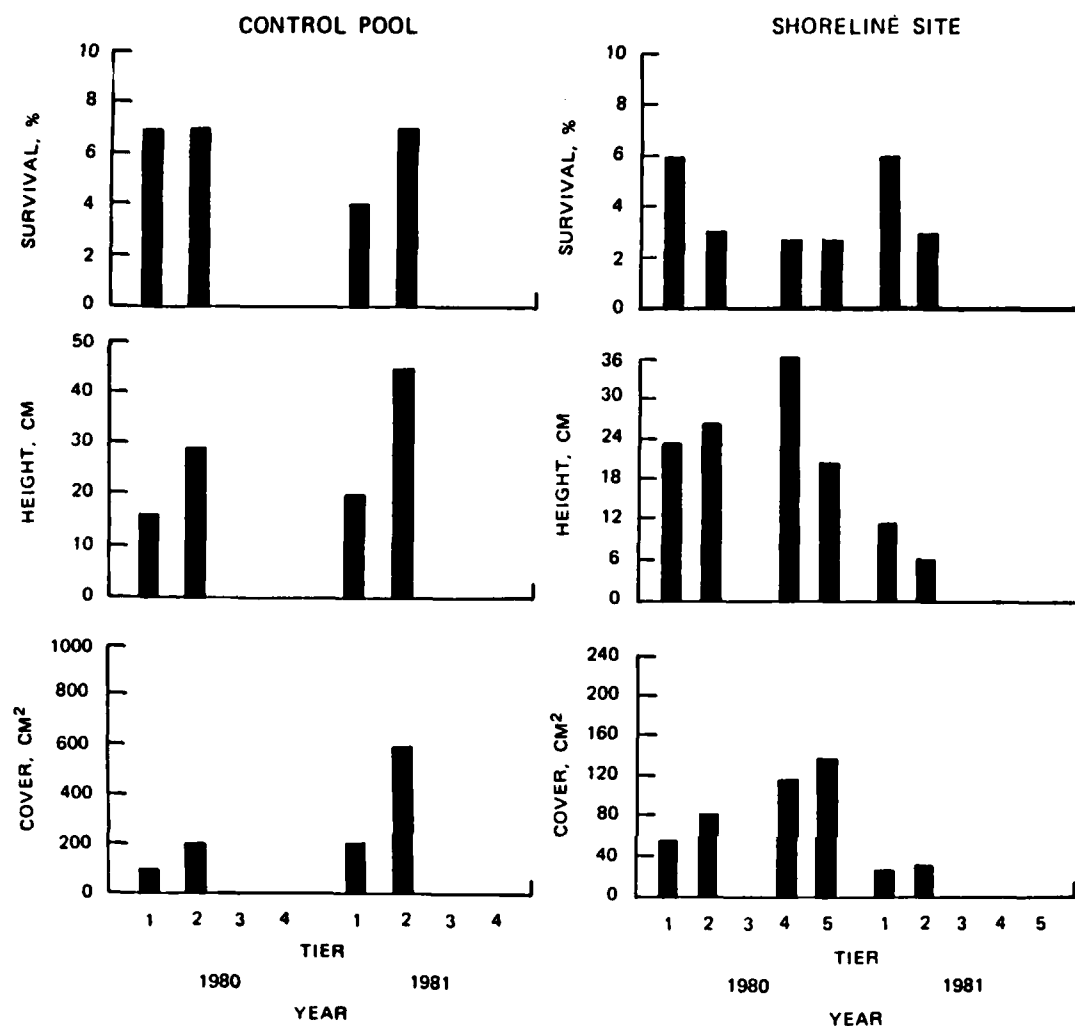 CONTROL POOL
SURVIVAL, %
10
8
6
4
2
0
HEIGHT, CM
50
40
30
20
10
0
COVER, CM²
1000
800
600
400
200
0
1 2 3 4 1 2 3 4
TIER
1980 1981
YEAR
SHORELINE SITE
SURVIVAL, %
10
8
6
4
2
0
HEIGHT, CM
36
30
24
18
12
6
0
COVER, CM²
240
200
160
120
80
40
0
1 2 3 4 5 1 2 3 4 5
TIER
1980 1981
YEAR